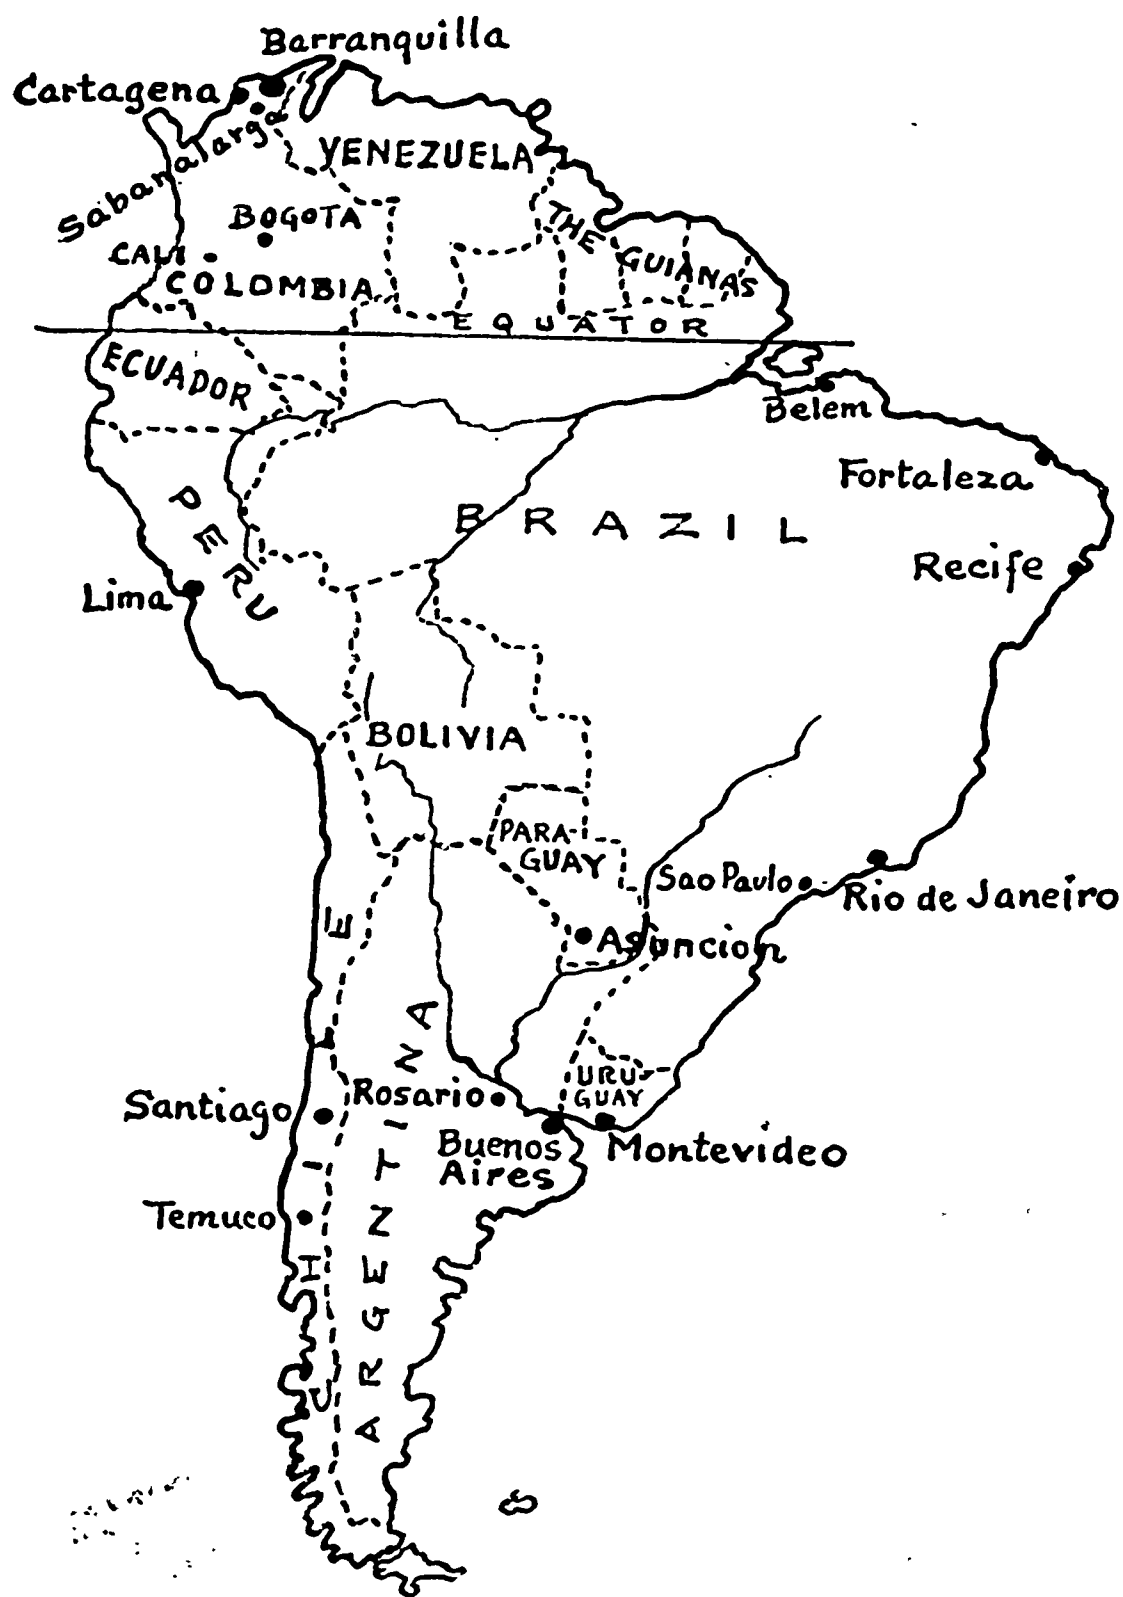 Barranquilla
Cartagena
Sabanalarga
VENEZUELA
BOGOTA
CALI
COLOMBIA
THE
GUIANAS
EQUATOR
ECUADOR
Belem
Fortaleza
PERU
BRAZIL
Recife
Lima
BOLIVIA
PARA-
GUAY
Sao Paulo
Rio de Janeiro
Asuncion
CHILE
ARGENTINA
URU-
GUAY
Rosario
Santiago
Buenos
Aires
Montevideo
Temuco